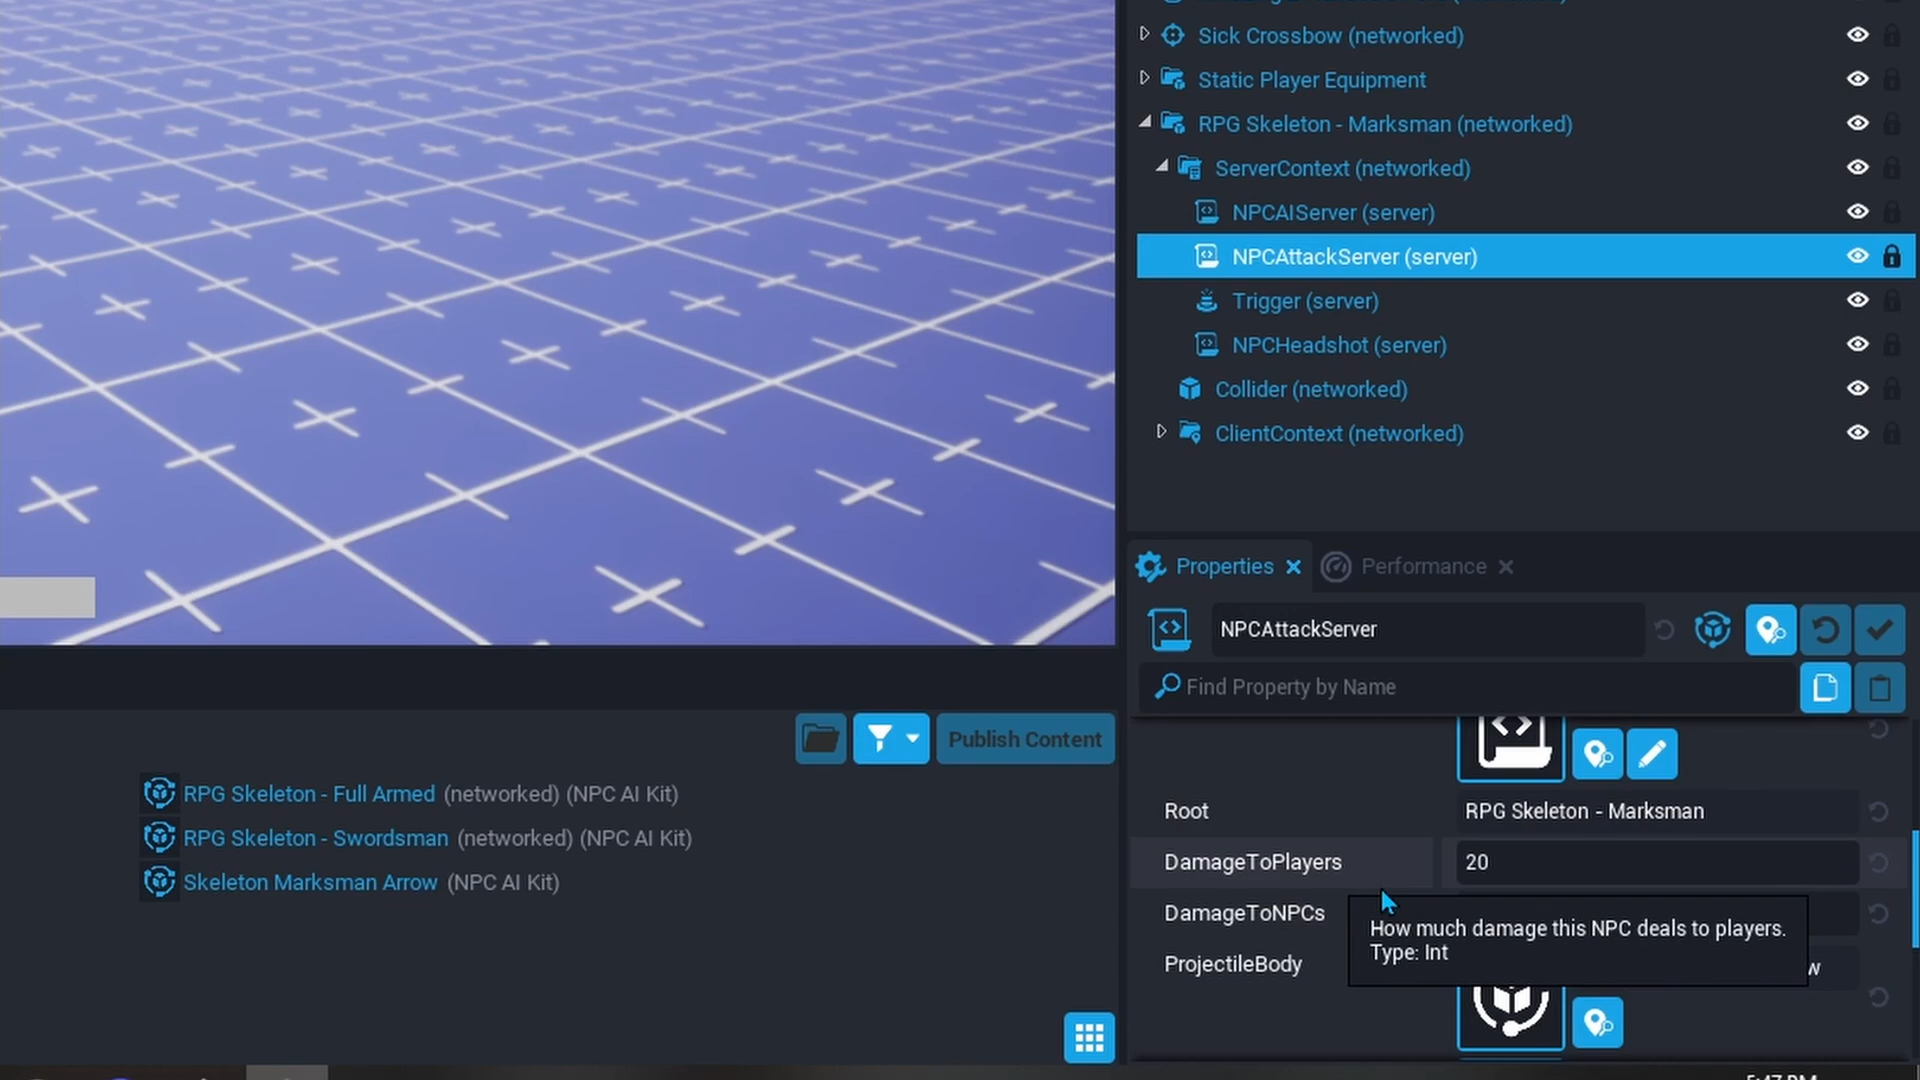 Sick Crossbow (networked)
Static Player Equipment
RPG Skeleton - Marksman (networked)
ServerContext (networked)
NPCAIServer (server)
NPCAttackServer (server)
Trigger (server)
NPCHeadshot (server)
Collider (networked)
ClientContext (networked)
Properties
Performance
NPCAttackServer
Find Property by Name
Publish Content
RPG Skeleton - Full Armed (networked) (NPC AI Kit)
RPG Skeleton - Swordsman (networked) (NPC AI Kit)
Skeleton Marksman Arrow (NPC AI Kit)
Root RPG Skeleton - Marksman
DamageToPlayers 20
DamageToNPCs
How much damage this NPC deals to players.
Type: Int
ProjectileBody